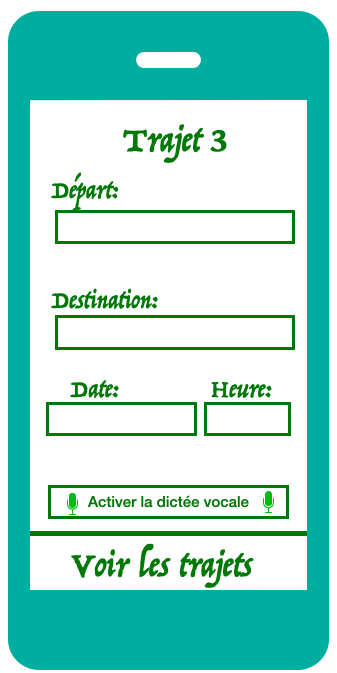 Trajet 3
Départ:
Destination:
Date: Heure:
Activer la dictée vocale
Voir les trajets